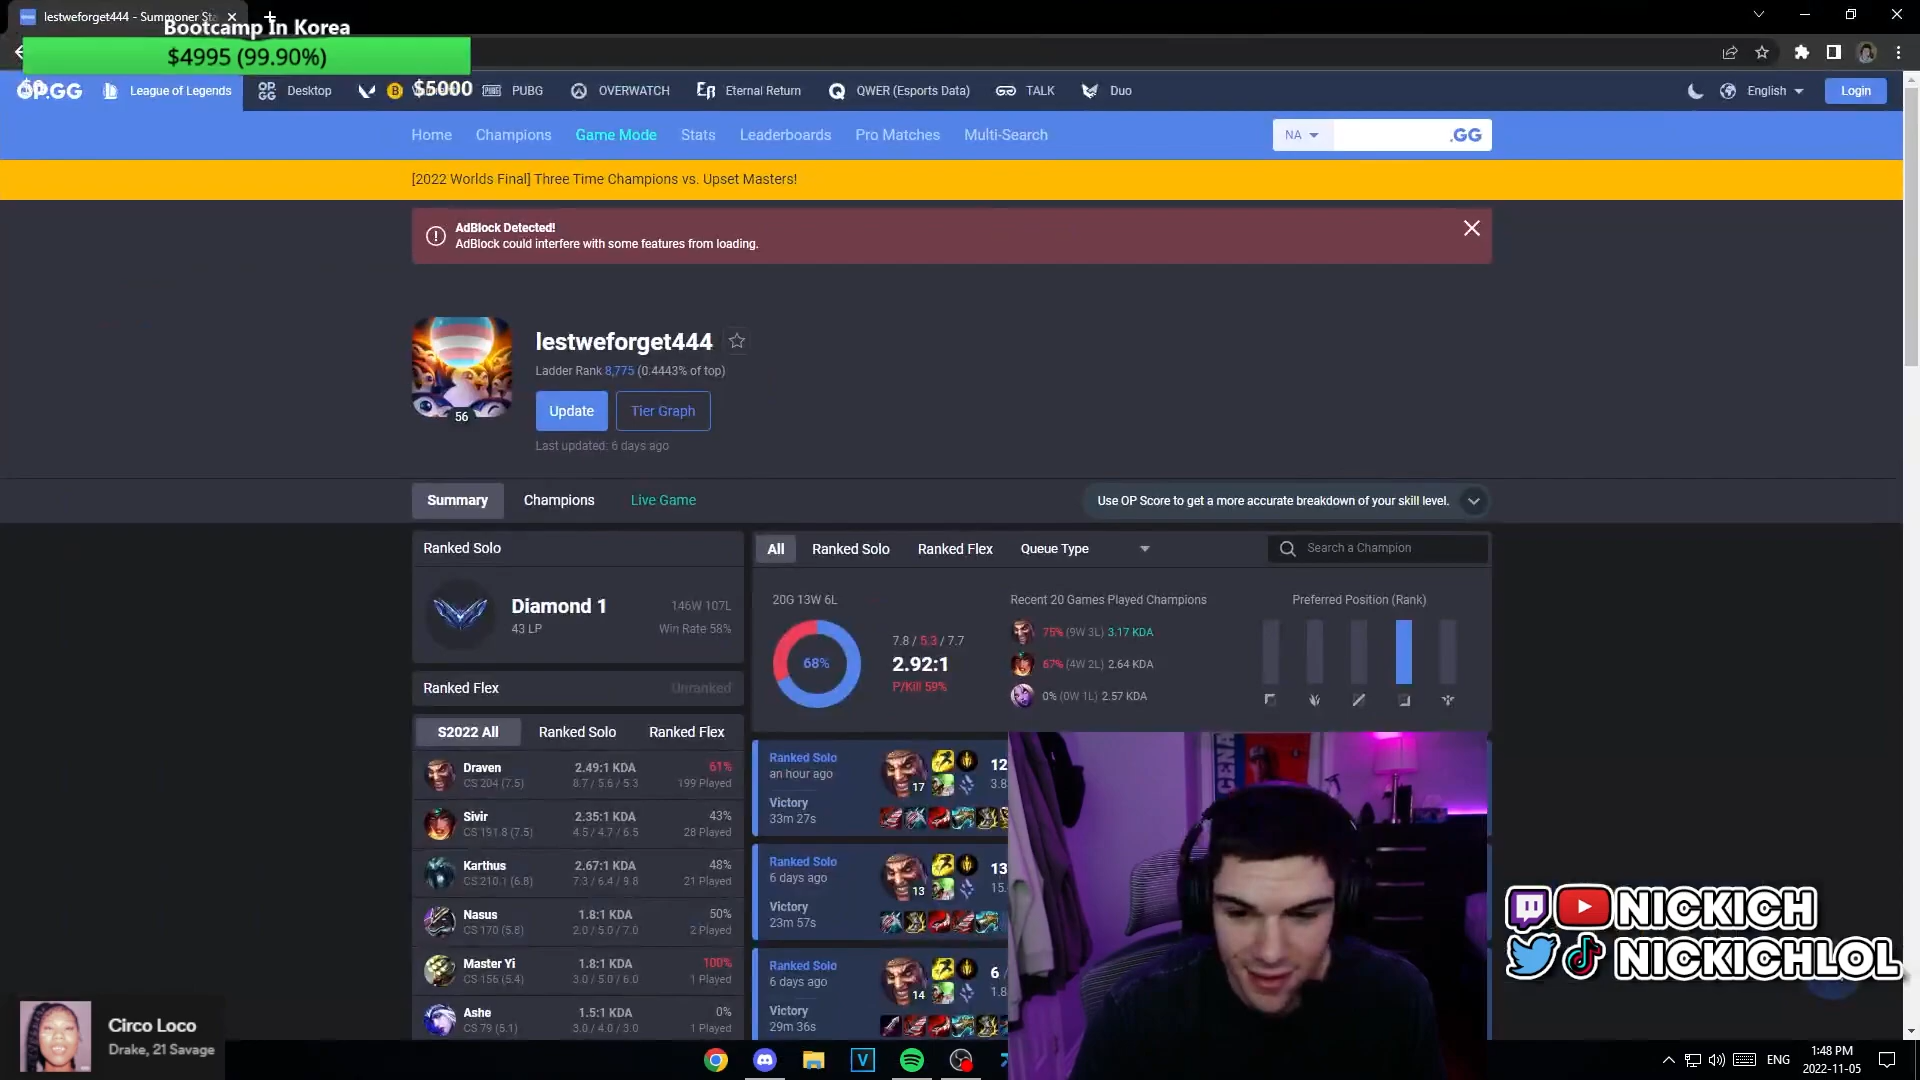 lestweforget444 - Summoner St
Bootcamp In Korea
$4995 (99.90%)
$0
$5000
OP.GG
League of Legends
Desktop
PUBG
OVERWATCH
Eternal Return
QWER (Esports Data)
TALK
Duo
English
Login
Home
Champions
Game Mode
Stats
Leaderboards
Pro Matches
Multi-Search
NA
.GG
[2022 Worlds Final] Three Time Champions vs. Upset Masters!
AdBlock Detected!
AdBlock could interfere with some features from loading.
56
lestweforget444
Ladder Rank 8,775 (0.4443% of top)
Update
Tier Graph
Last updated: 6 days ago
Summary
Champions
Live Game
Use OP Score to get a more accurate breakdown of your skill level.
Ranked Solo
Diamond 1
146W 107L
43 LP
Win Rate 58%
Ranked Flex
Unranked
S2022 All
Ranked Solo
Ranked Flex
Draven
2.49:1 KDA
61%
CS 204 (7.5)
8.7 / 5.6 / 5.3
199 Played
Sivir
2.35:1 KDA
43%
CS 191.8 (7.5)
4.5 / 4.7 / 6.5
28 Played
Karthus
2.67:1 KDA
48%
CS 210.1 (6.8)
7.3 / 6.4 / 9.8
21 Played
Nasus
1.8:1 KDA
50%
CS 170 (5.8)
2.0 / 5.0 / 7.0
2 Played
Master Yi
1.8:1 KDA
100%
CS 156 (5.4)
3.0 / 5.0 / 6.0
1 Played
Ashe
1.5:1 KDA
0%
CS 79 (5.1)
3.0 / 4.0 / 3.0
1 Played
All
Ranked Solo
Ranked Flex
Queue Type
Search a Champion
20G 13W 6L
68%
7.8 / 5.3 / 7.7
2.92:1
P/Kill 59%
Recent 20 Games Played Champions
75% (9W 3L) 3.17 KDA
67% (4W 2L) 2.64 KDA
0% (0W 1L) 2.57 KDA
Preferred Position (Rank)
Ranked Solo
an hour ago
Victory
33m 27s
17
12
3.8
Ranked Solo
6 days ago
Victory
23m 57s
13
13
15.
Ranked Solo
6 days ago
Victory
29m 36s
14
6 /
1.8
NICKICH
NICKICHLOL
Circo Loco
Drake, 21 Savage
ENG
1:48 PM
2022-11-05